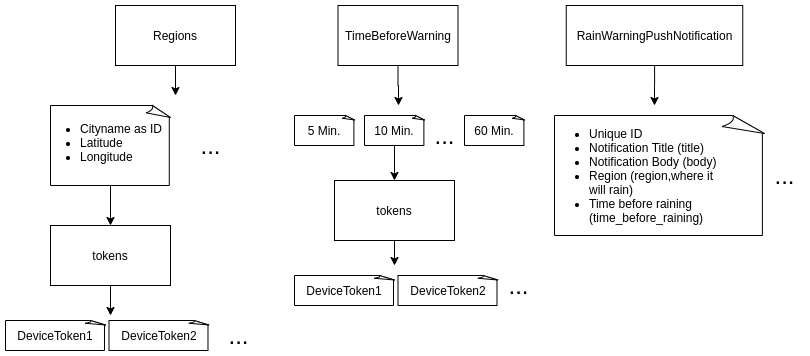 Regions
TimeBeforeWarning
RainWarningPushNotification
• Cityname as ID
• Latitude
• Longitude
...
5 Min.
10 Min.
...
60 Min.
• Unique ID
• Notification Title (title)
• Notification Body (body)
• Region (region,where it
will rain)
• Time before raining
(time_before_raining)
...
tokens
tokens
DeviceToken1
DeviceToken2
...
DeviceToken1
DeviceToken2
...